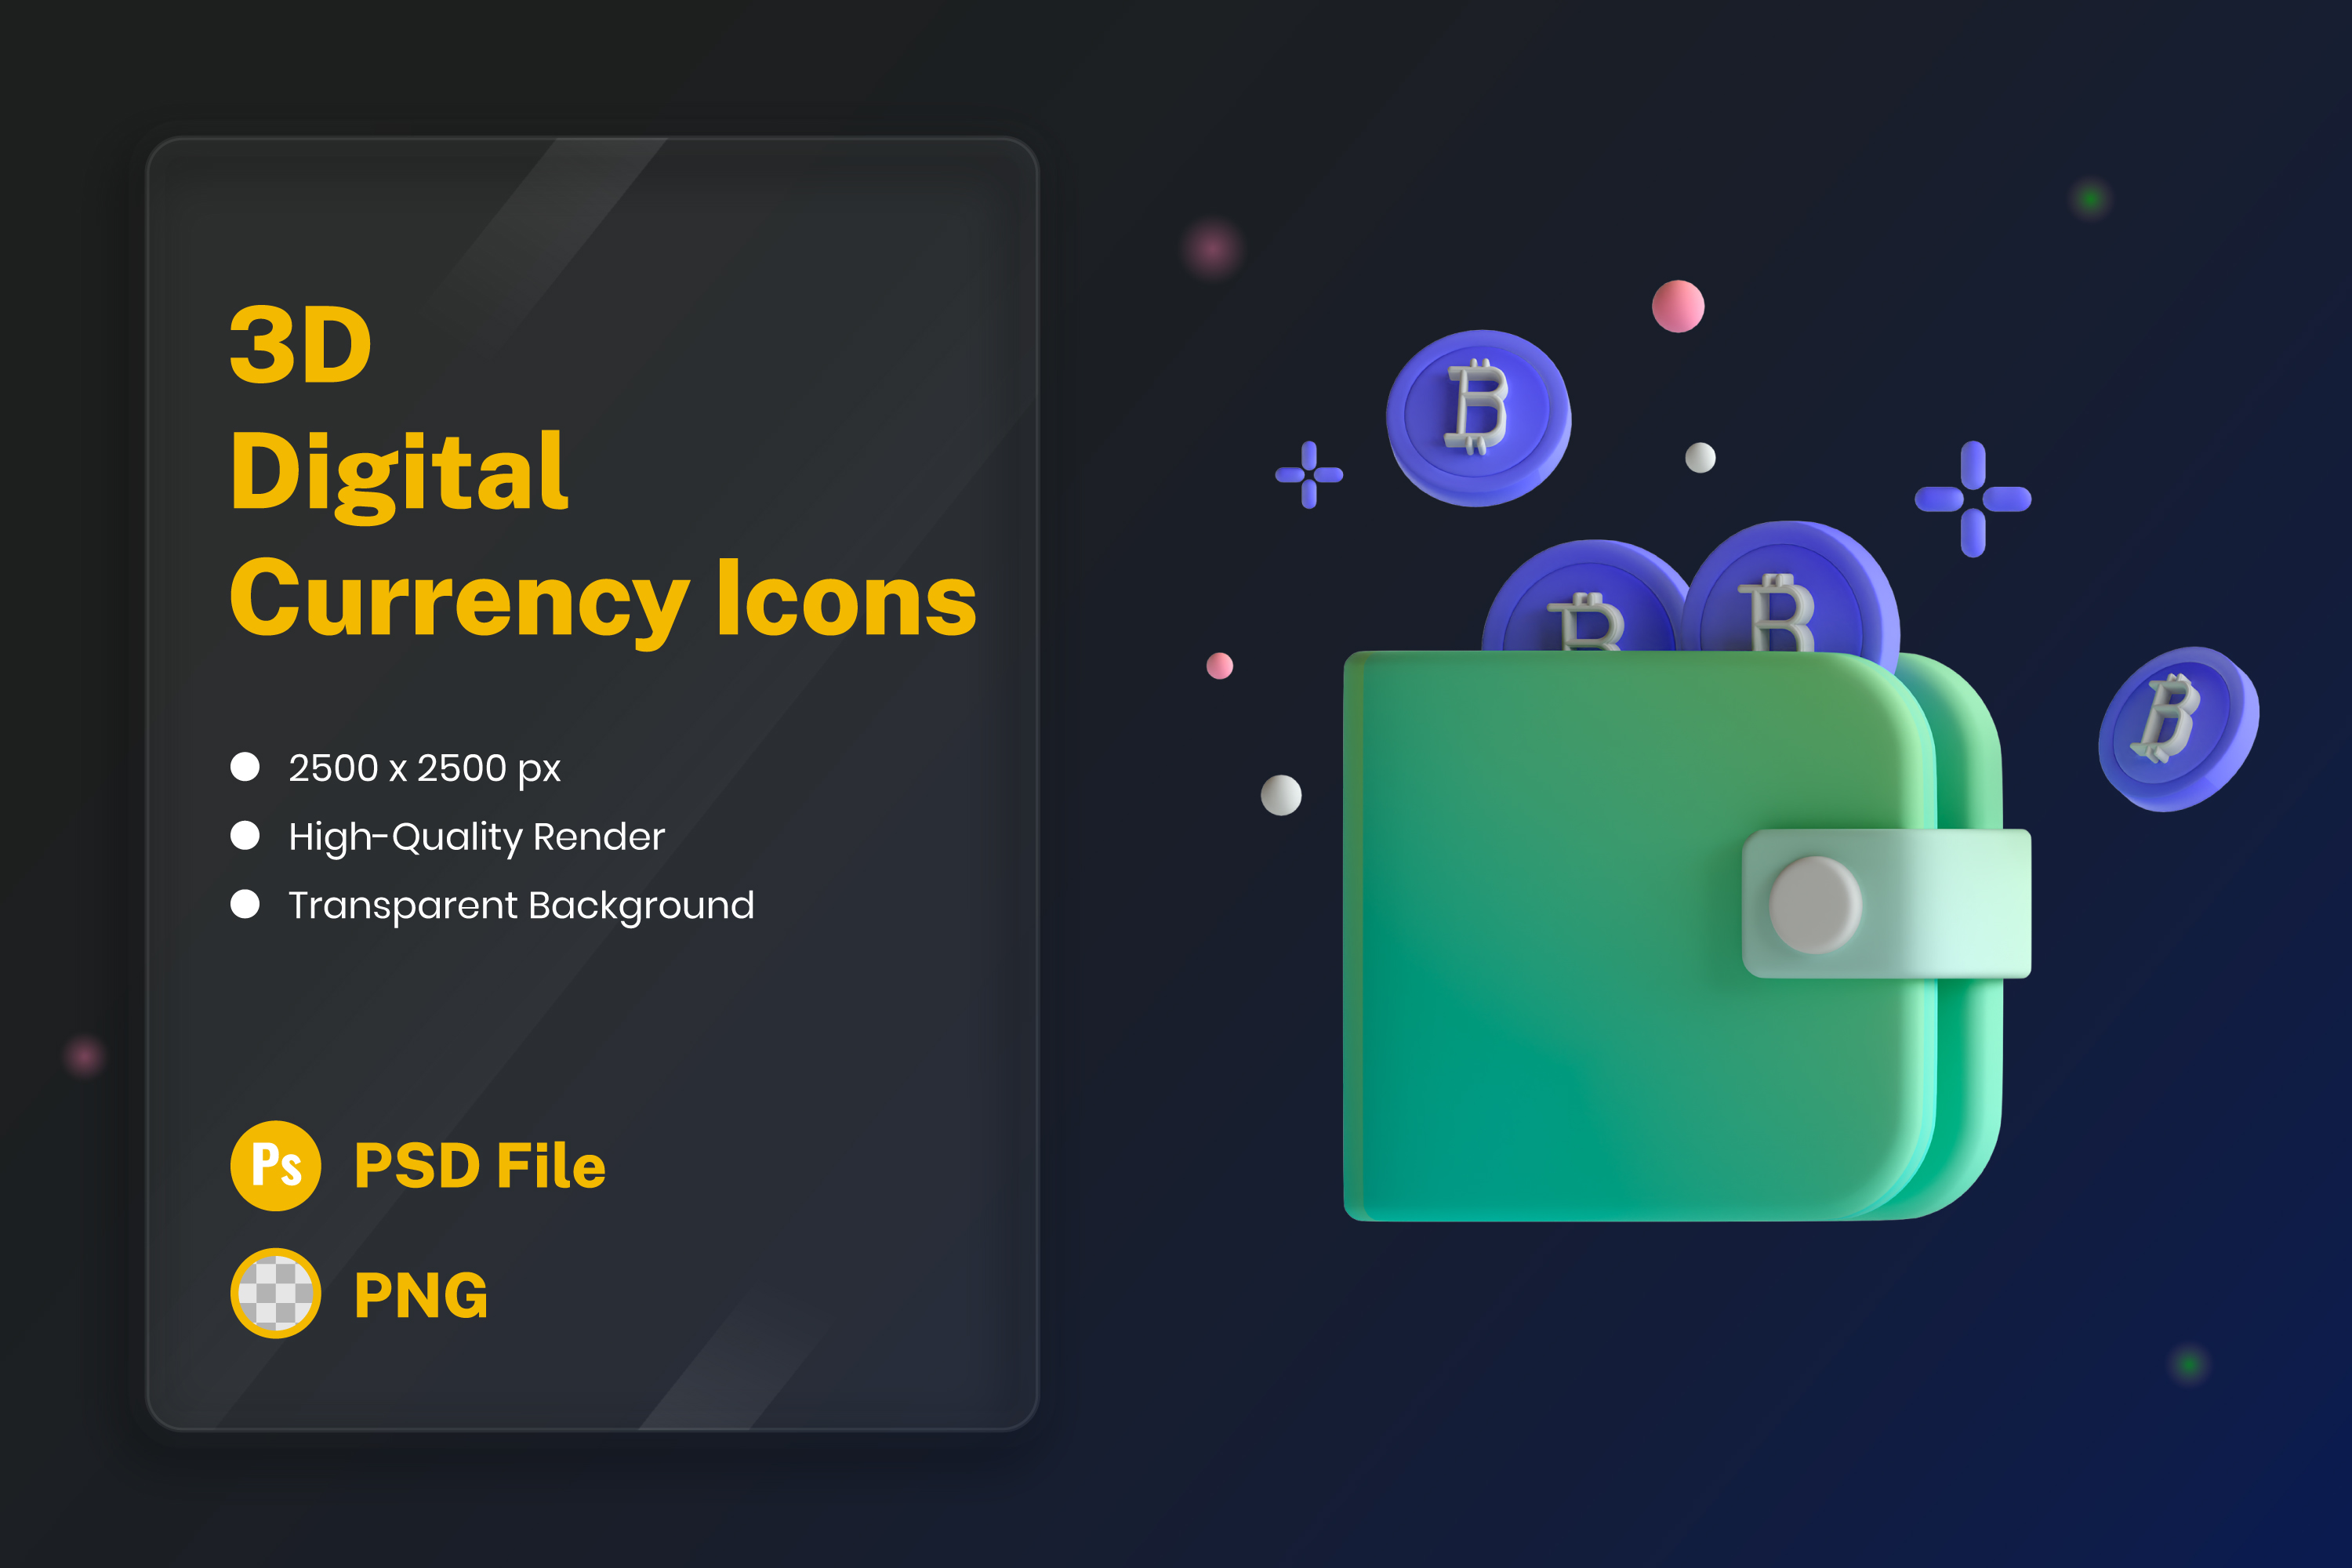 3D
Digital
Currency Icons
2500 x 2500 px
High-Quality Render
Transparent Background
Ps PSD File
PNG